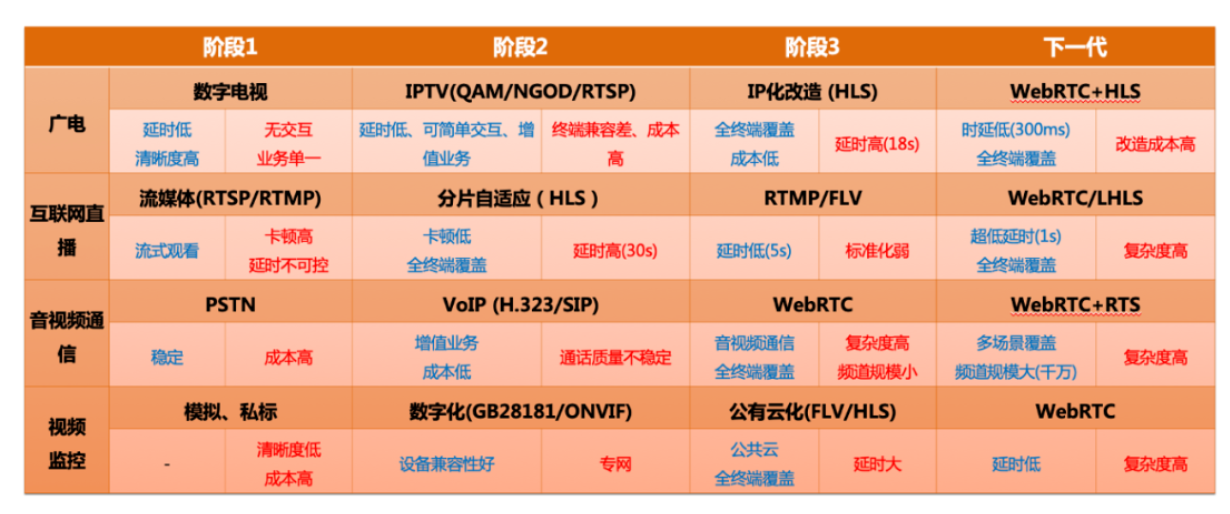 阶段1 阶段2 阶段3 下一代
广电
数字电视 IPTV(QAM/NGOD/RTSP) IP化改造 (HLS) WebRTC+HLS
延时低
清晰度高
无交互
业务单一
延时低、可简单交互、增
值业务
终端兼容差、成本
高
全终端覆盖
成本低
延时高(18s)
时延低(300ms)
全终端覆盖
改造成本高
互联网直
播
流媒体(RTSP/RTMP) 分片自适应(HLS) RTMP/FLV WebRTC/LHLS
流式观看
卡顿高
延时不可控
卡顿低
全终端覆盖
延时高(30s)
延时低(5s)
标准化弱
超低延时(1s)
全终端覆盖
复杂度高
音视频通
信
PSTN VoIP (H.323/SIP) WebRTC WebRTC+RTS
稳定
成本高
增值业务
成本低
通话质量不稳定
音视频通信
全终端覆盖
复杂度高
频道规模小
多场景覆盖
频道规模大(千万)
复杂度高
视频
监控
模拟、私标 数字化(GB28181/ONVIF) 公有云化(FLV/HLS) WebRTC
-
清晰度低
成本高
设备兼容性好
专网
公共云
全终端覆盖
延时大
延时低
复杂度高